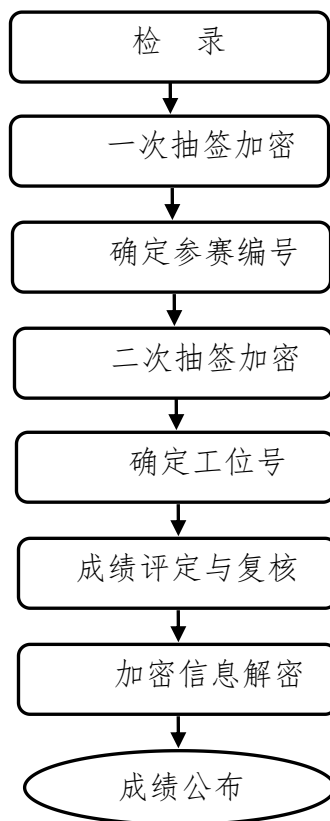 检 录
一次抽签加密
确定参赛编号
二次抽签加密
确定工位号
成绩评定与复核
加密信息解密
成绩公布